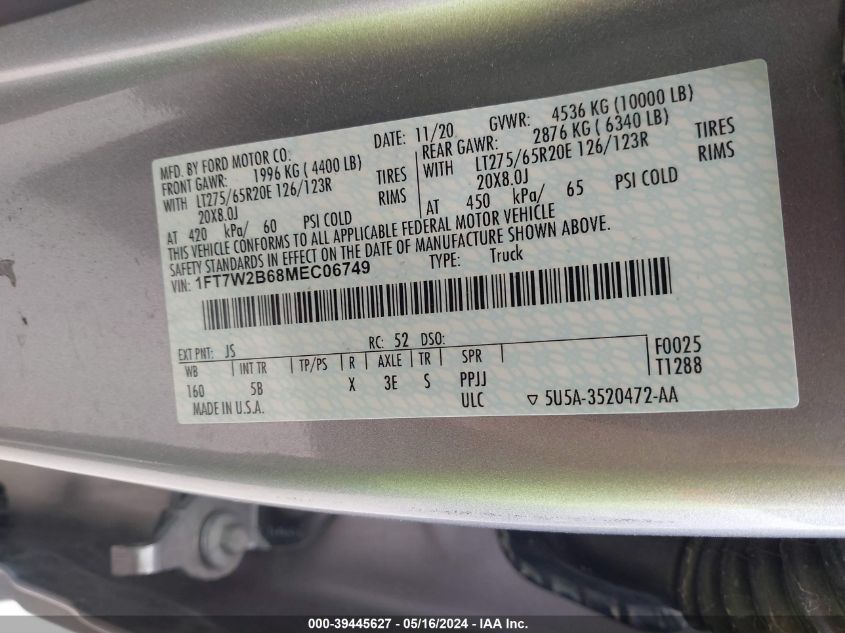 MFD. BY FORD MOTOR CO.
DATE: 11/20 GVWR: 4536 KG (10000 LB)
FRONT GAWR: 1996 KG ( 4400 LB) REAR GAWR: 2876 KG ( 6340 LB)
WITH LT275/65R20E 126/123R TIRES WITH LT275/65R20E 126/123R TIRES
20X8.0J RIMS 20X8.0J RIMS
AT 420 kPa/ 60 PSI COLD AT 450 kPa/ 65 PSI COLD
THIS VEHICLE CONFORMS TO ALL APPLICABLE FEDERAL MOTOR VEHICLE
SAFETY STANDARDS IN EFFECT ON THE DATE OF MANUFACTURE SHOWN ABOVE.
VIN: 1FT7W2B68MEC06749 TYPE: Truck
EXT PNT: JS RC: 52 DSO: F0025
WB INT TR TP/PS R AXLE TR SPR T1288
160 5B X 3E S PPJJ
MADE IN U.S.A. ULC ▽ 5U5A-3520472-AA
000-39445627 - 05/16/2024 - IAA Inc.